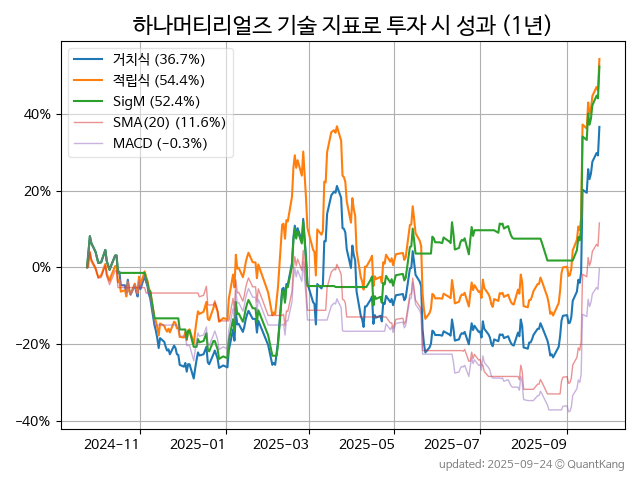 하나머티리얼즈 기술 지표로 투자 시 성과 (1년)
거치식 (36.7%)
적립식 (54.4%)
SigM (52.4%)
SMA(20) (11.6%)
MACD (−0.3%)
40%
20%
0%
−20%
−40%
2024-11 2025-01 2025-03 2025-05 2025-07 2025-09
updated: 2025-09-24 © QuantKang